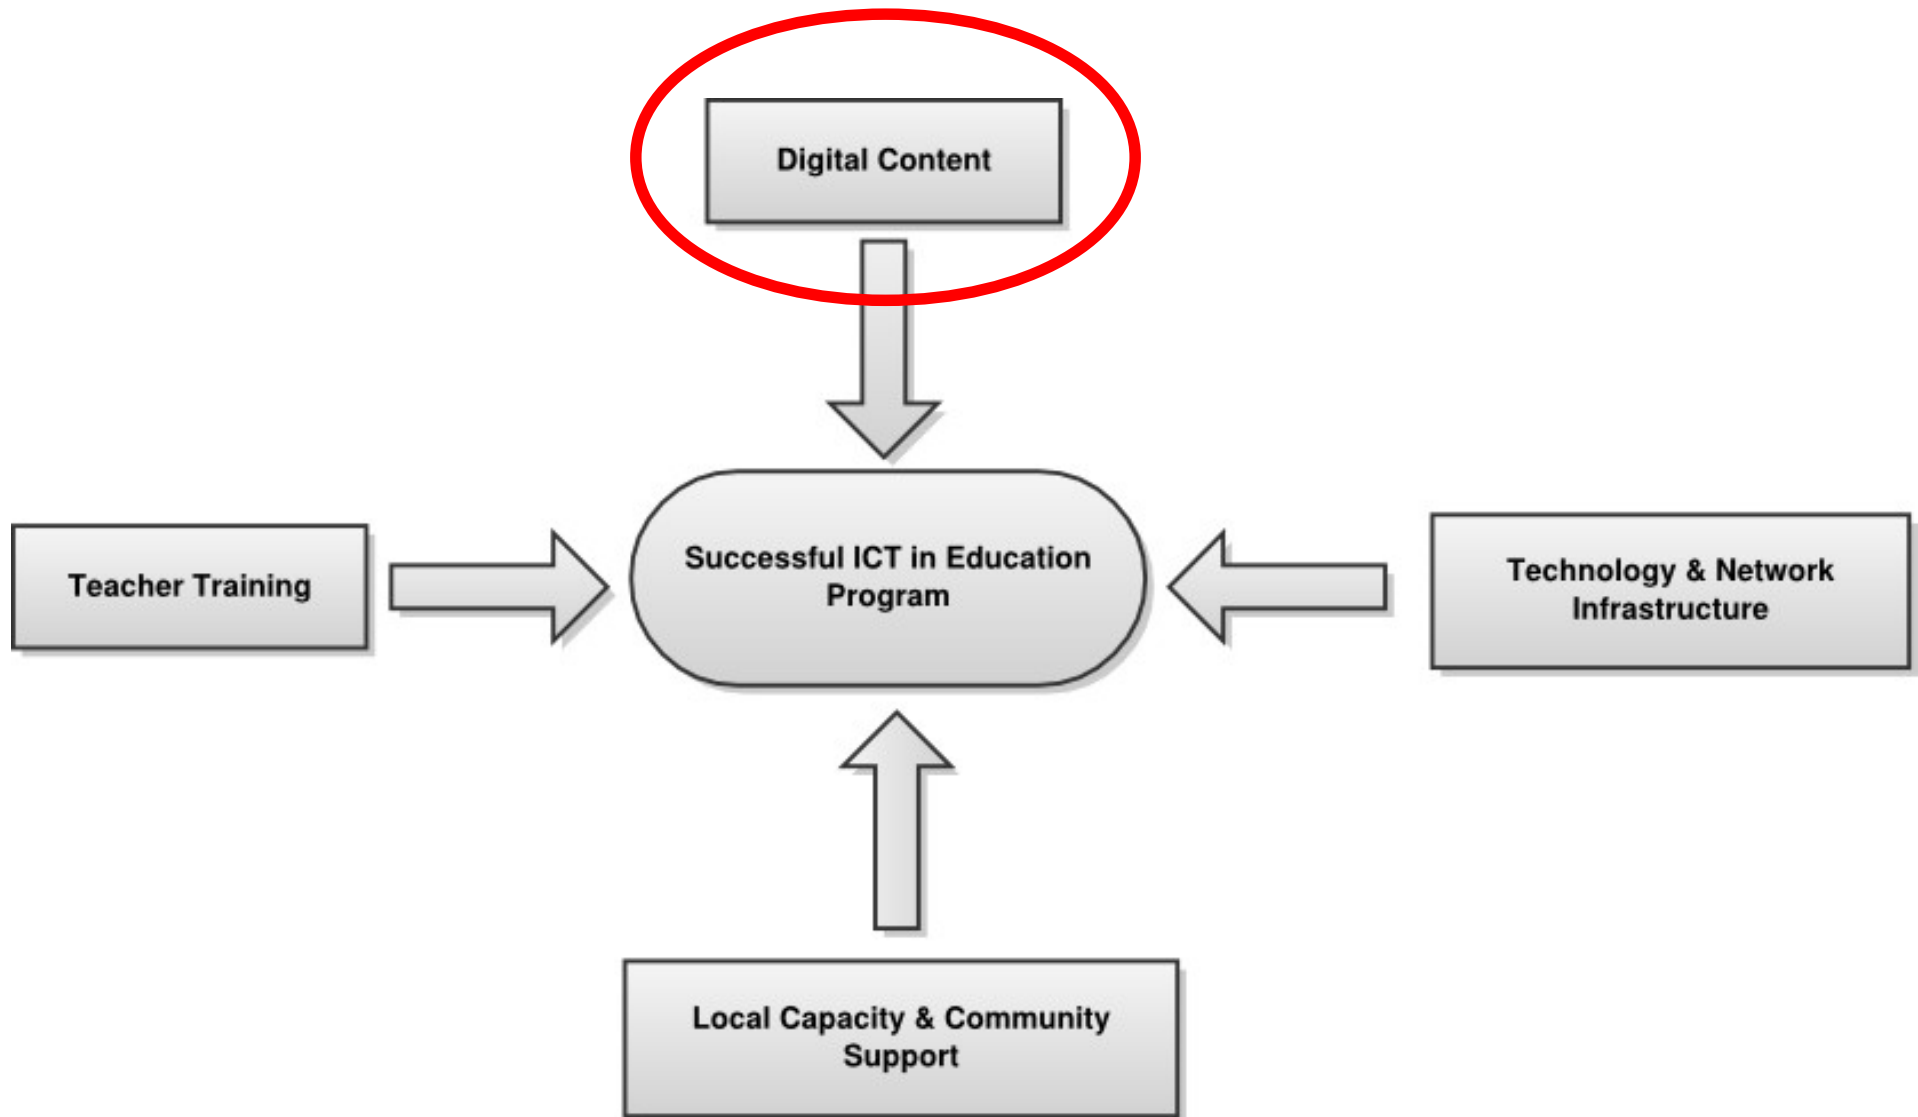 Digital Content
Teacher Training
Successful ICT in Education
Program
Technology & Network
Infrastructure
Local Capacity & Community
Support